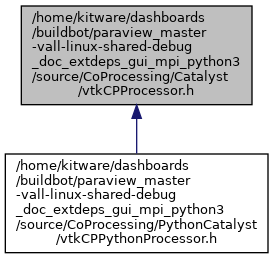 /home/kitware/dashboards
/buildbot/paraview_master
-vall-linux-shared-debug
_doc_extdeps_gui_mpi_python3
/source/CoProcessing/Catalyst
/vtkCPProcessor.h
/home/kitware/dashboards
/buildbot/paraview_master
-vall-linux-shared-debug
_doc_extdeps_gui_mpi_python3
/source/CoProcessing/PythonCatalyst
/vtkCPPythonProcessor.h